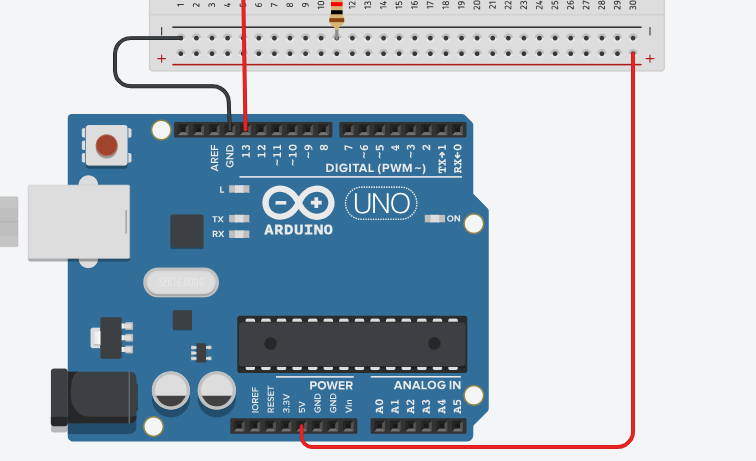 1 2 3 4 5 6 7 8 9 10 11 12 13 14 15 16 17 18 19 20 21 22 23 24 25 26 27 28 29 30
− −
+ +
AREF GND 13 12 ~11 ~10 ~9 8 7 ~6 ~5 4 ~3 2 TX→1 RX←0
DIGITAL (PWM~)
L
TX
RX
UNO
ON
ARDUINO
POWER ANALOG IN
IOREF RESET 3.3V 5V GND GND Vin A0 A1 A2 A3 A4 A5